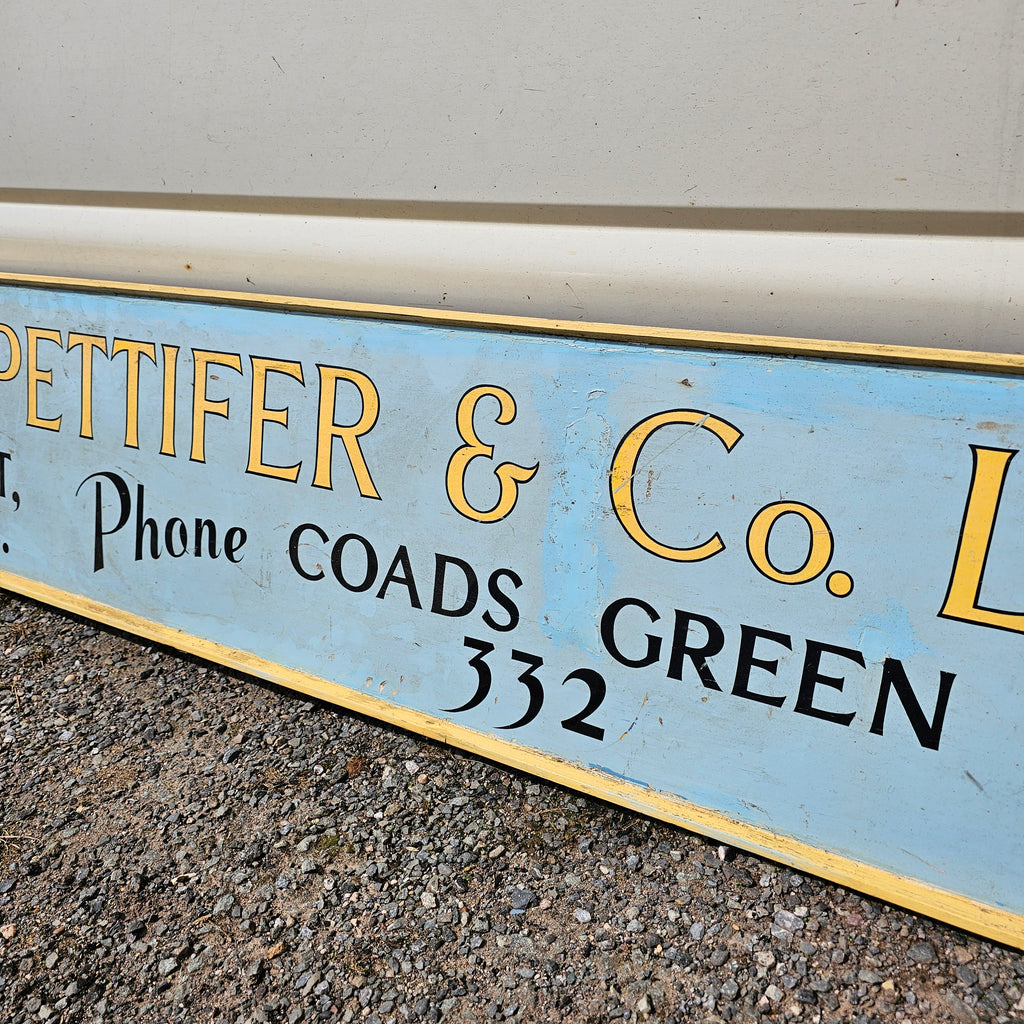 PETTIFER & Co. L
T, Phone COADS GREEN
. 332